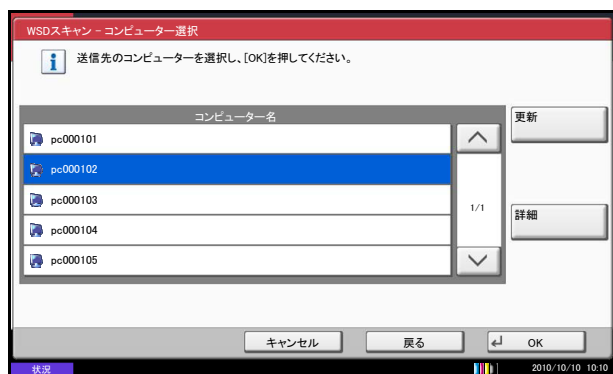 WSDスキャン - コンピューター選択
送信先のコンピューターを選択し、[OK]を押してください。
コンピューター名
更新
pc000101
pc000102
pc000103
1/1
詳細
pc000104
pc000105
キャンセル
戻る
OK
状況
2010/10/10 10:10